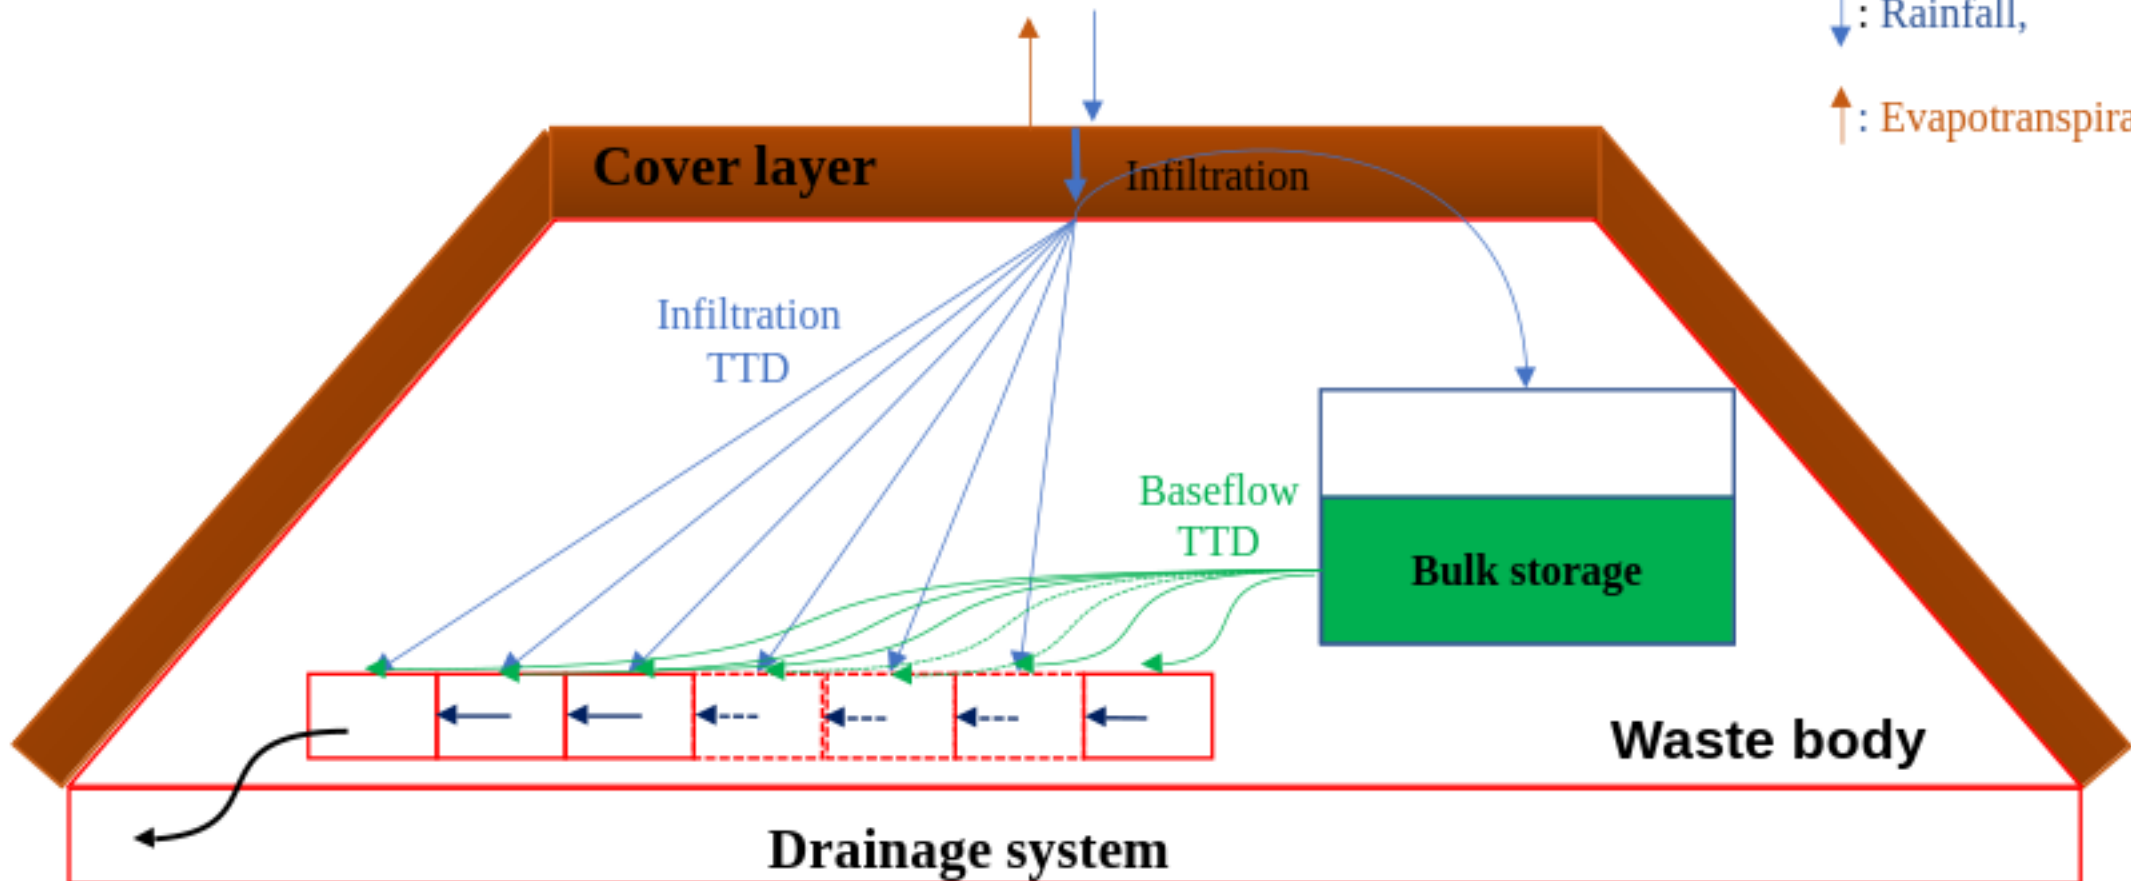 : Rainfall,
: Evapotranspira
Cover layer
Infiltration
Infiltration
TTD
Baseflow
TTD
Bulk storage
Waste body
Drainage system